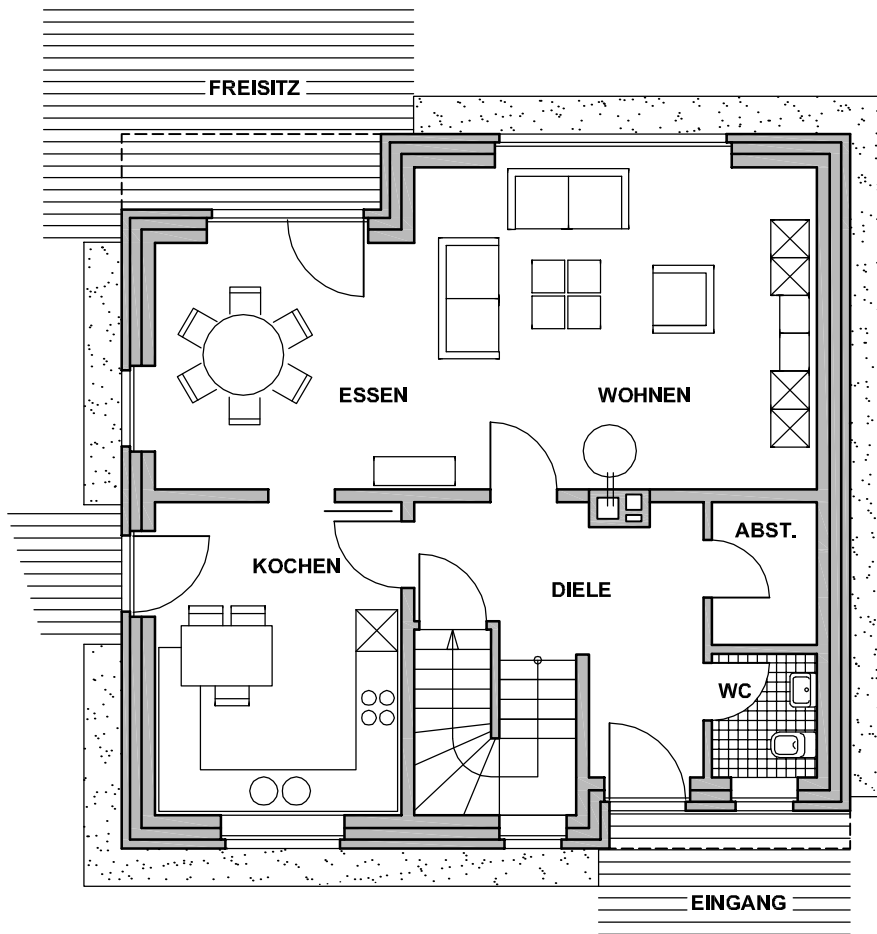 FREISITZ
ESSEN
WOHNEN
KOCHEN
DIELE
ABST.
WC
EINGANG